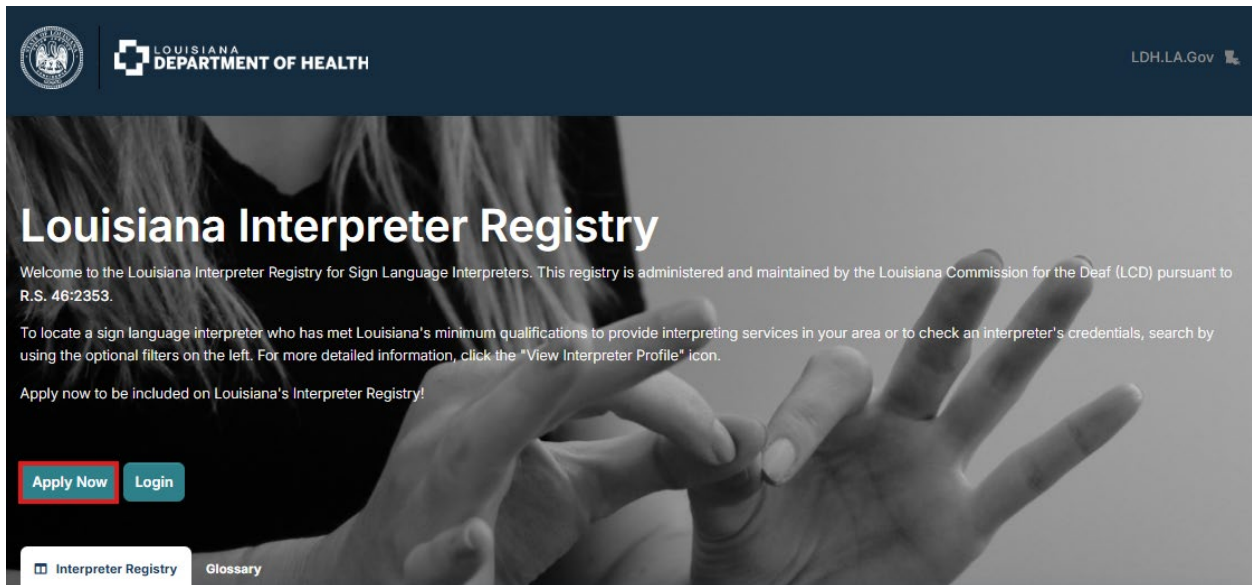 LOUISIANA
DEPARTMENT OF HEALTH
LDH.LA.Gov
Louisiana Interpreter Registry
Welcome to the Louisiana Interpreter Registry for Sign Language Interpreters. This registry is administered and maintained by the Louisiana Commission for the Deaf (LCD) pursuant to
R.S. 46:2353.
To locate a sign language interpreter who has met Louisiana's minimum qualifications to provide interpreting services in your area or to check an interpreter's credentials, search by
using the optional filters on the left. For more detailed information, click the "View Interpreter Profile" icon.
Apply now to be included on Louisiana's Interpreter Registry!
Apply Now Login
Interpreter Registry Glossary